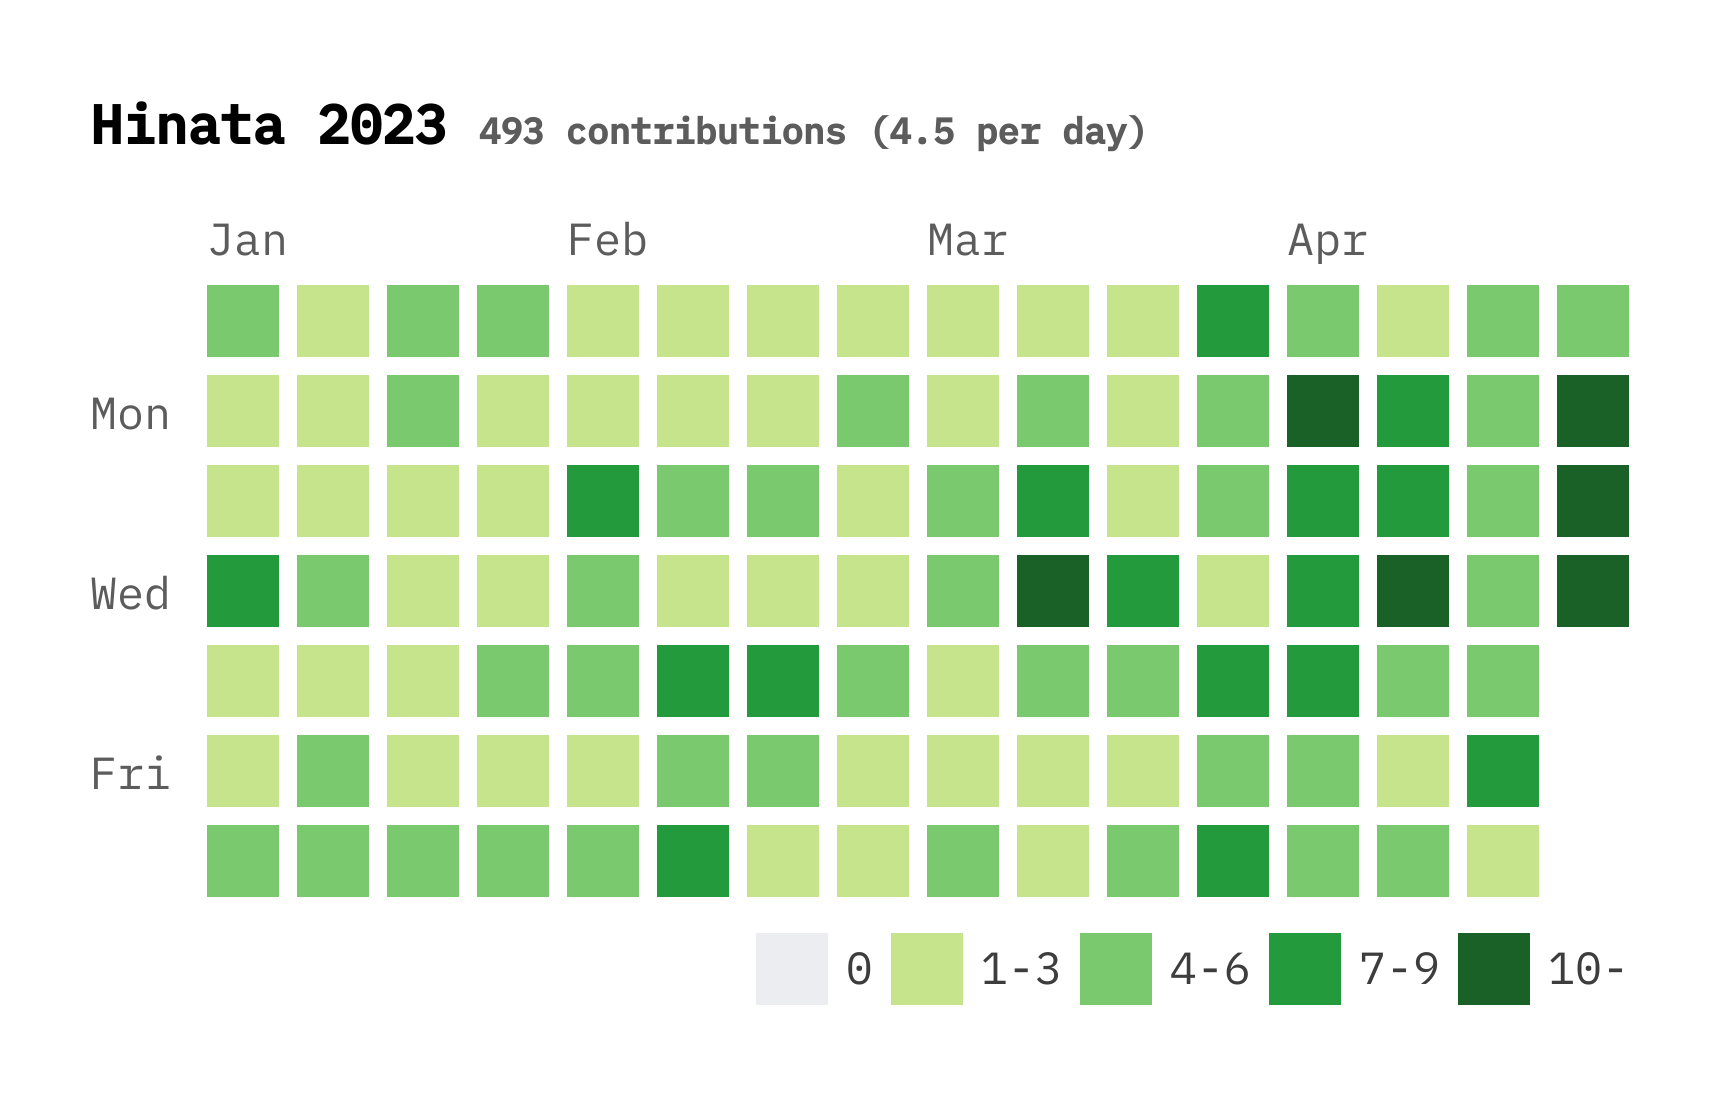 Hinata 2023 493 contributions (4.5 per day)
Jan Feb Mar Apr
Mon
Wed
Fri
0 1-3 4-6 7-9 10-